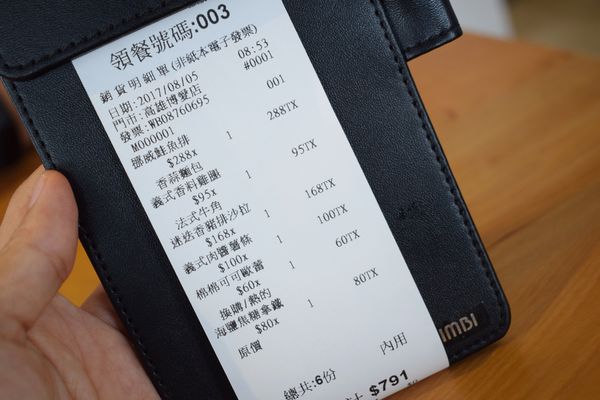 領餐號碼:003
銷貨明細單(非紙本電子發票)
日期:2017/08/05 08:53
門市:高雄博愛店 #0001
發票:WB08760695
M000001 001
挪威鮭魚排
$288x 1 288TX
香蒜麵包
義式香料雞腿
$95x 1 95TX
法式牛角
迷迭香豬排沙拉
$168x 1 168TX
義式肉醬薯條
$100x 1 100TX
棉棉可可歐蕾
$60x 1 60TX
換購/熱的
海鹽焦糖拿鐵
$80x 1 80TX
原價
內用
總共:6份
$791
IMBI